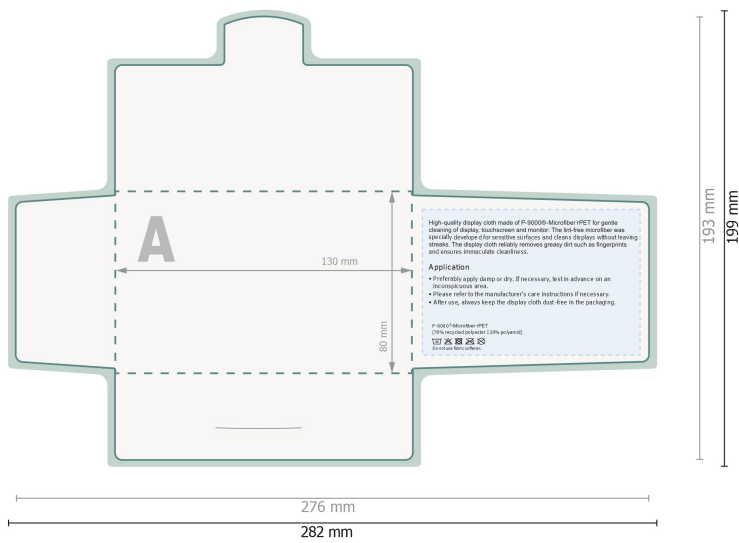 A
130 mm
80 mm
High-quality display cloth made of P-9000®-Microfiber rPET for gentle
cleaning of display, touchscreen and monitor: The lint-free microfiber was
specially developed for sensitive surfaces and cleans displays without leaving
streaks. The display cloth reliably removes greasy dirt such as fingerprints
and ensures immaculate cleanliness.
Application
• Preferably apply damp or dry. If necessary, test in advance on an
inconspicuous area.
• Please refer to the manufacturer's care instructions if necessary.
• After use, always keep the display cloth dust-free in the packaging.
P-9000®-Microfiber rPET
Do not use fabric softener.
193 mm
199 mm
276 mm
282 mm